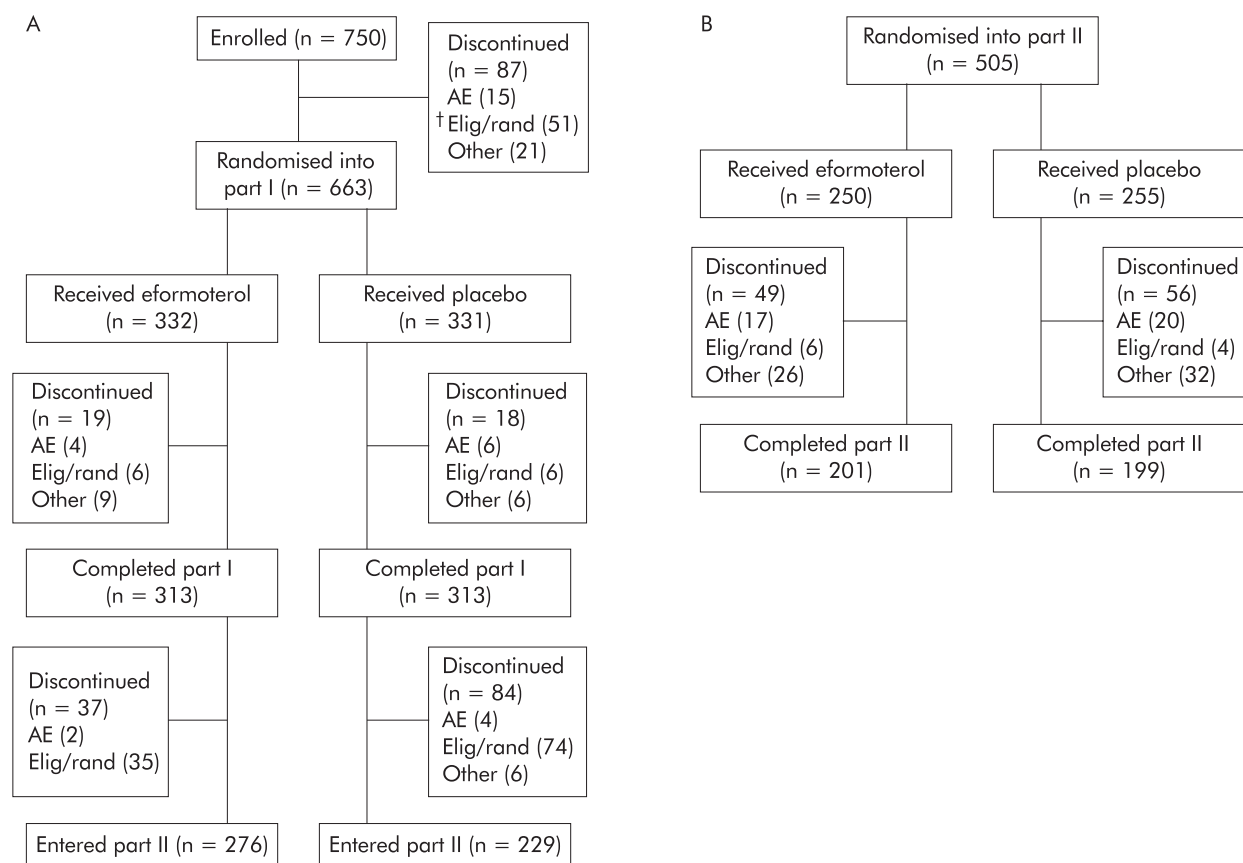 A
Enrolled (n = 750)
Discontinued
(n = 87)
AE (15)
†Elig/rand (51)
Other (21)
Randomised into
part I (n = 663)
Received eformoterol
(n = 332)
Received placebo
(n = 331)
Discontinued
(n = 19)
AE (4)
Elig/rand (6)
Other (9)
Discontinued
(n = 18)
AE (6)
Elig/rand (6)
Other (6)
Completed part I
(n = 313)
Completed part I
(n = 313)
Discontinued
(n = 37)
AE (2)
Elig/rand (35)
Discontinued
(n = 84)
AE (4)
Elig/rand (74)
Other (6)
Entered part II (n = 276)
Entered part II (n = 229)
B
Randomised into part II
(n = 505)
Received eformoterol
(n = 250)
Received placebo
(n = 255)
Discontinued
(n = 49)
AE (17)
Elig/rand (6)
Other (26)
Discontinued
(n = 56)
AE (20)
Elig/rand (4)
Other (32)
Completed part II
(n = 201)
Completed part II
(n = 199)